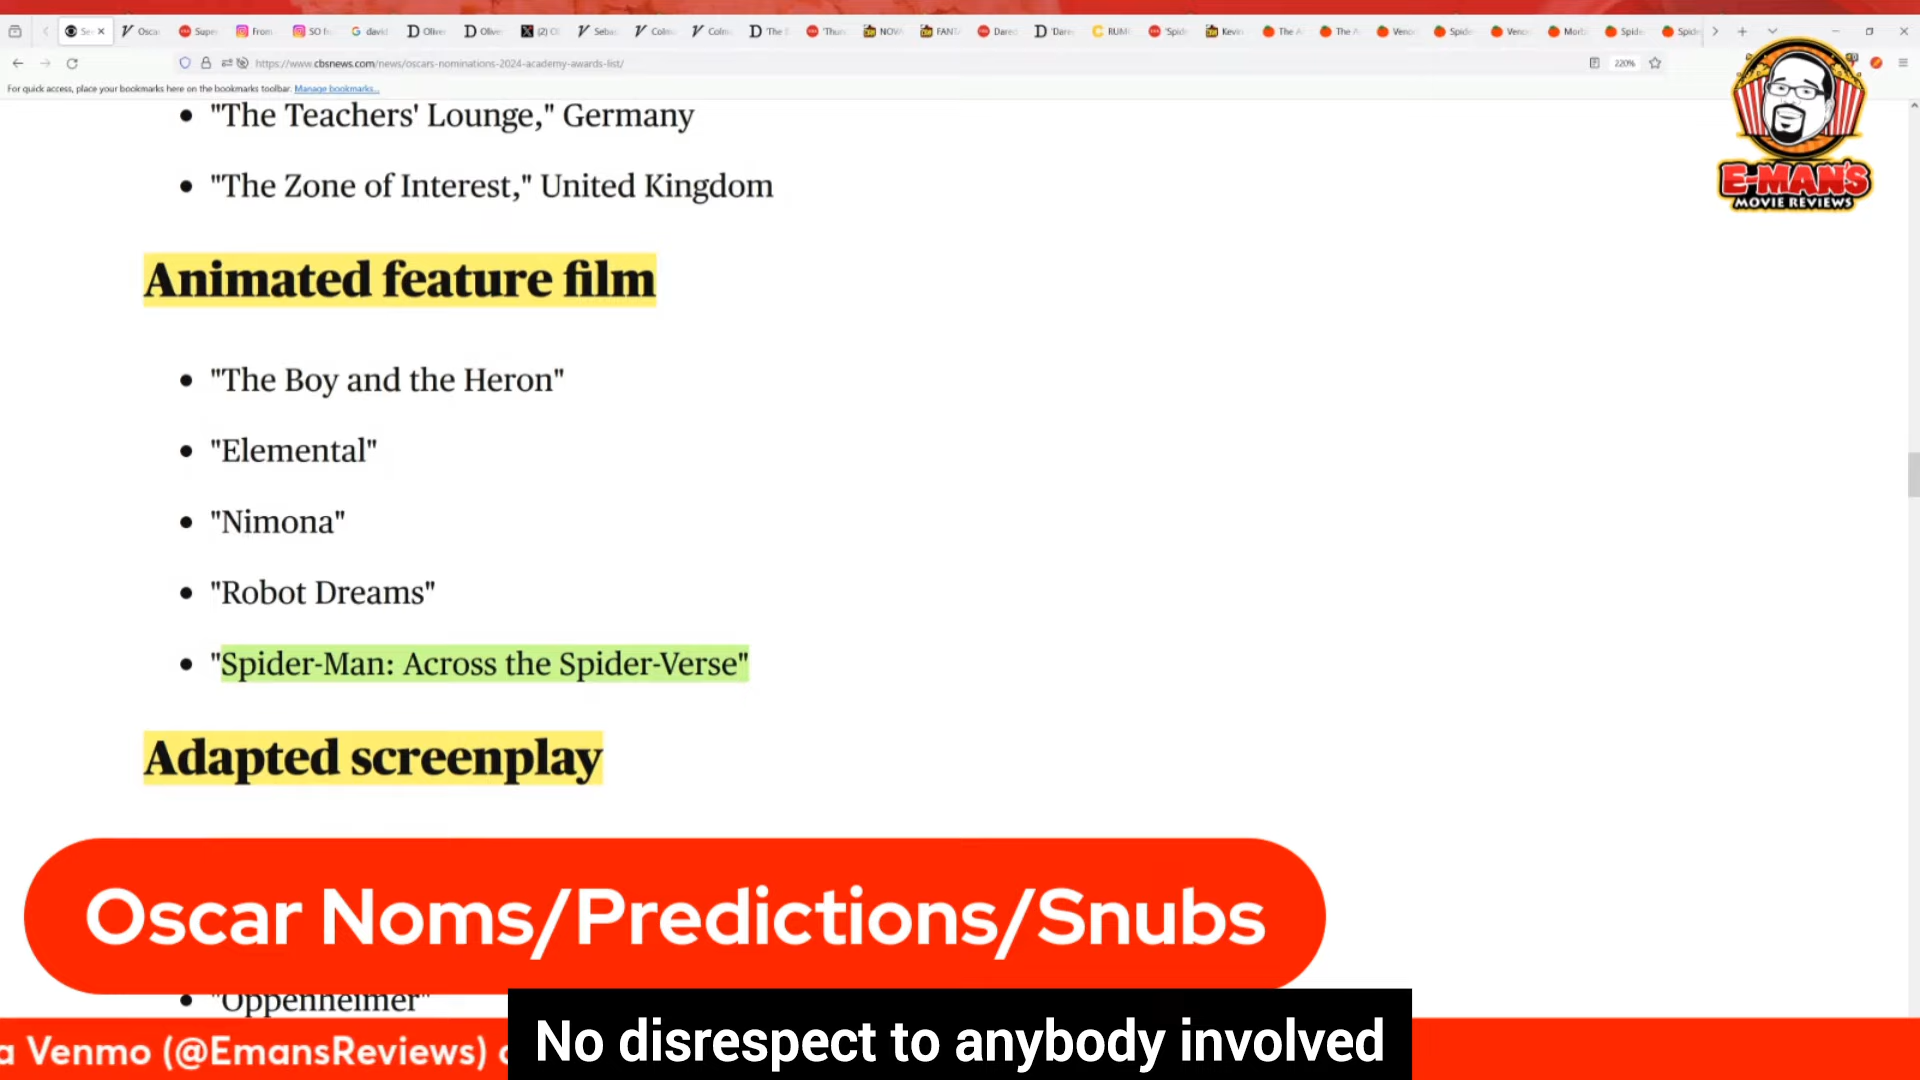 https://www.cbsnews.com/news/oscars-nominations-2024-academy-awards-list/
220%
For quick access, place your bookmarks here on the bookmarks toolbar. Manage bookmarks...
E-MAN'S
MOVIE REVIEWS
• "The Teachers' Lounge," Germany
• "The Zone of Interest," United Kingdom
Animated feature film
• "The Boy and the Heron"
• "Elemental"
• "Nimona"
• "Robot Dreams"
• "Spider-Man: Across the Spider-Verse"
Adapted screenplay
Oscar Noms/Predictions/Snubs
• "Oppenheimer"
a Venmo (@EmansReviews)
No disrespect to anybody involved